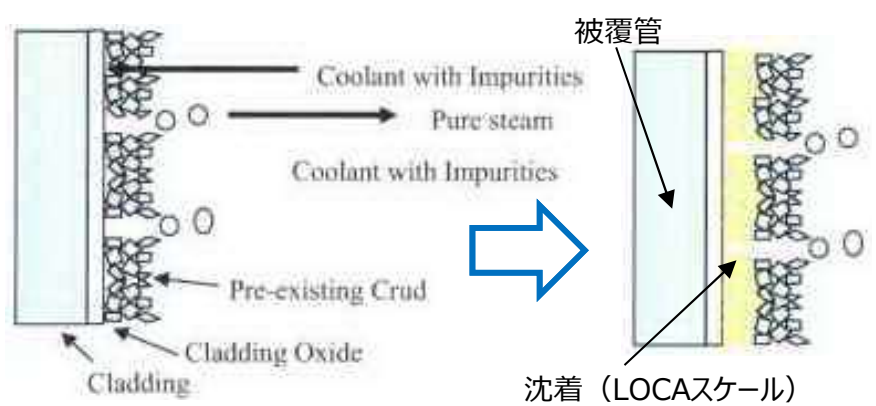 被覆管
Coolant with Impurities
Pure steam
Coolant with Impurities
Pre-existing Crud
Cladding Oxide
Cladding
沈着（LOCAスケール）